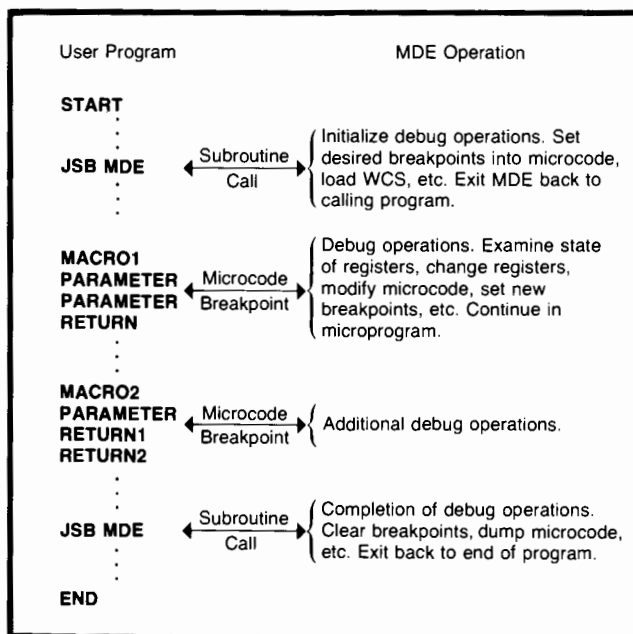 User Program MDE Operation
START
JSB MDE
Subroutine
Call
Initialize debug operations. Set
desired breakpoints into microcode,
load WCS, etc. Exit MDE back to
calling program.
MACRO1
PARAMETER
PARAMETER
RETURN
Microcode
Breakpoint
Debug operations. Examine state
of registers, change registers,
modify microcode, set new
breakpoints, etc. Continue in
microprogram.
MACRO2
PARAMETER
RETURN1
RETURN2
Microcode
Breakpoint
Additional debug operations.
JSB MDE
Subroutine
Call
Completion of debug operations.
Clear breakpoints, dump microcode,
etc. Exit back to end of program.
END